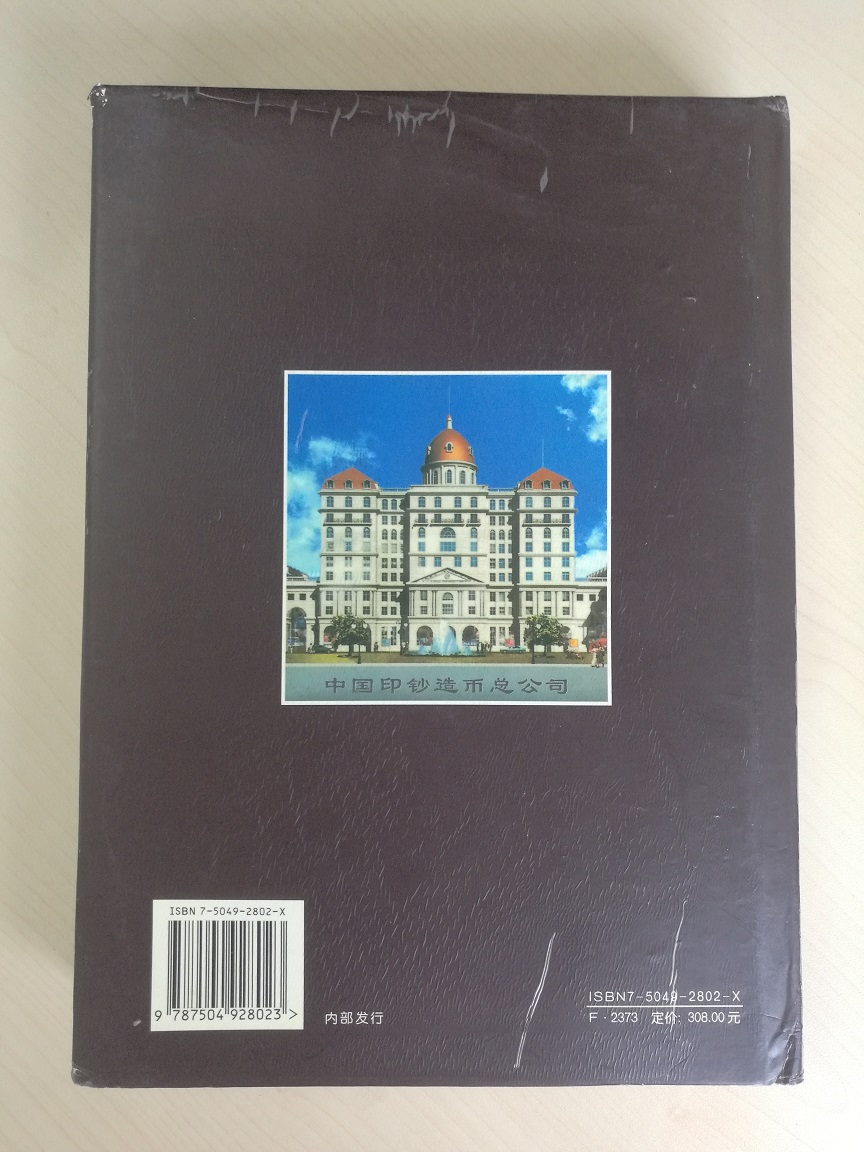 中国印钞造币总公司
ISBN 7-5049-2802-X
9 787504 928023 >
内部发行
ISBN7-5049-2802-X
F·2373 定价: 308.00元